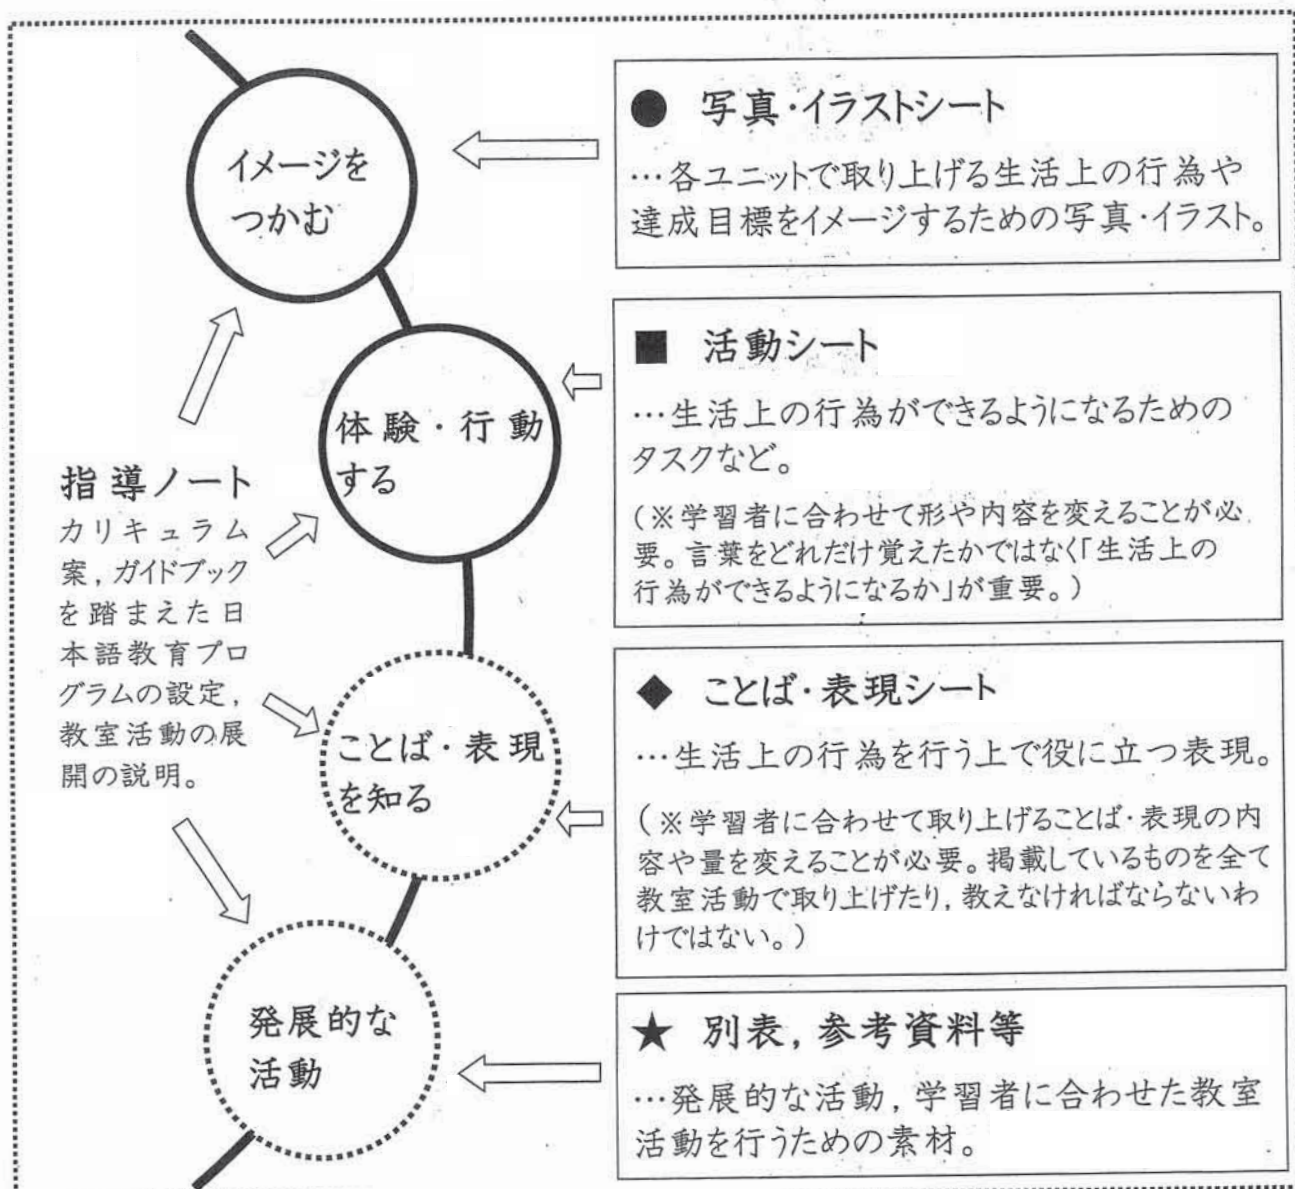 イメージを
つかむ
● 写真・イラストシート
…各ユニットで取り上げる生活上の行為や
達成目標をイメージするための写真・イラスト。
体験・行動
する
■ 活動シート
…生活上の行為ができるようになるための
タスクなど。
(※学習者に合わせて形や内容を変えることが必
要。言葉をどれだけ覚えたかではなく「生活上の
行為ができるようになるか」が重要。)
指導ノート
カリキュラム
案,ガイドブック
を踏まえた日
本語教育プロ
グラムの設定,
教室活動の展
開の説明。
ことば・表現
を知る
◆ ことば・表現シート
…生活上の行為を行う上で役に立つ表現。
(※学習者に合わせて取り上げることば・表現の内
容や量を変えることが必要。掲載しているものを全て
教室活動で取り上げたり,教えなければならないわ
けではない。)
発展的な
活動
★ 別表,参考資料等
…発展的な活動,学習者に合わせた教室
活動を行うための素材。